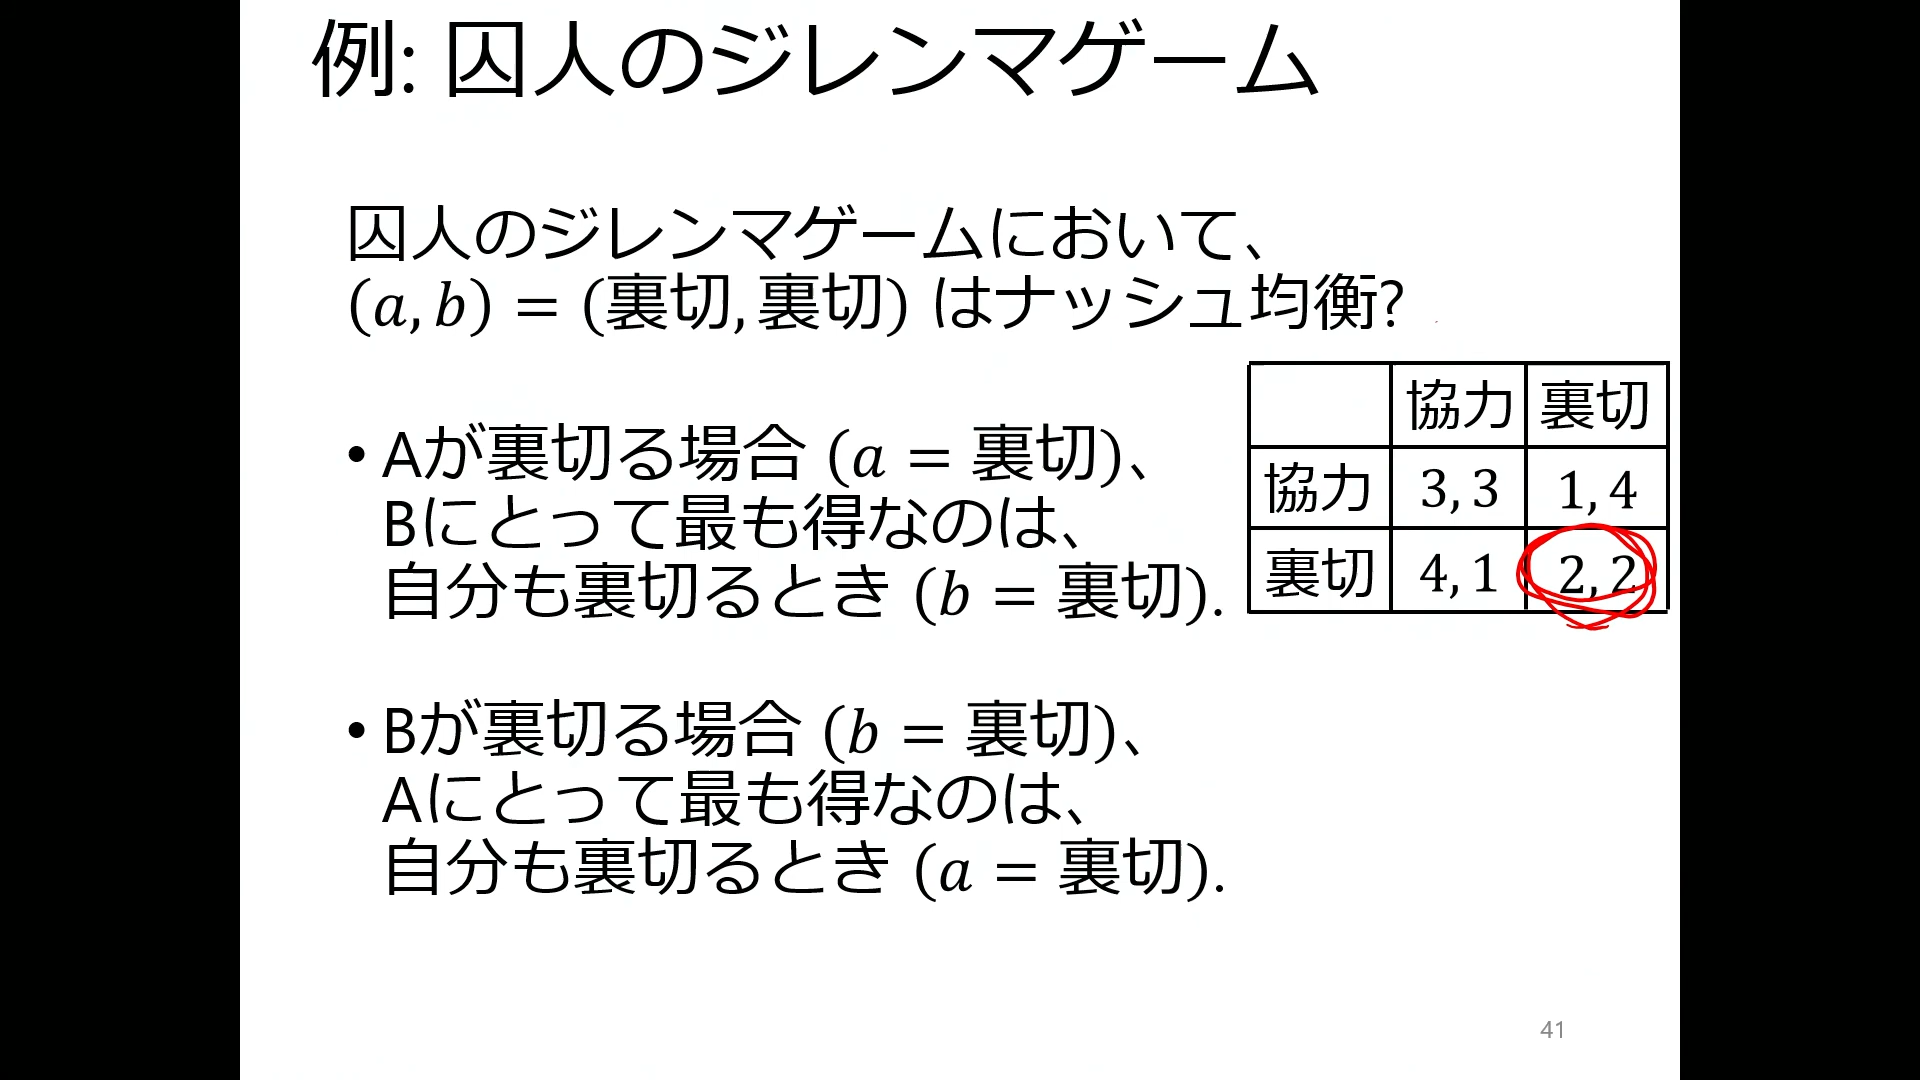 例: 囚人のジレンマゲーム
囚人のジレンマゲームにおいて、
(a, b) = (裏切, 裏切) はナッシュ均衡?
• Aが裏切る場合 (a = 裏切)、
Bにとって最も得なのは、
自分も裏切るとき (b = 裏切).
• Bが裏切る場合 (b = 裏切)、
Aにとって最も得なのは、
自分も裏切るとき (a = 裏切).
協力 裏切
協力 3, 3 1, 4
裏切 4, 1 2, 2
41